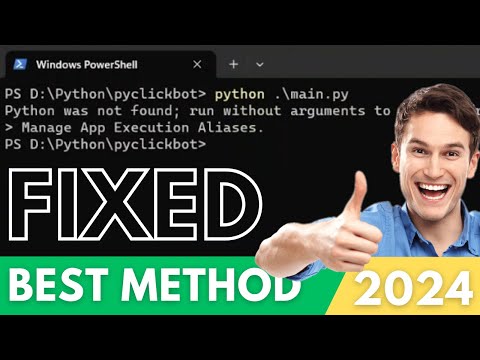 Windows PowerShell
PS D:\Python\pyclickbot> python .\main.py
Python was not found; run without arguments to
> Manage App Execution Aliases.
PS D:\Python\pyclickbot>
FIXED
BEST METHOD
2024